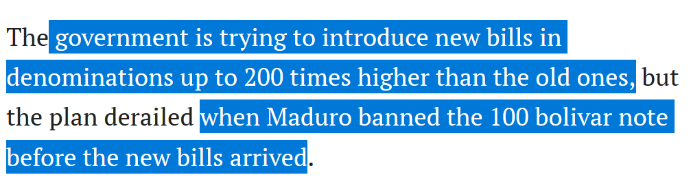 The government is trying to introduce new bills in
denominations up to 200 times higher than the old ones, but
the plan derailed when Maduro banned the 100 bolivar note
before the new bills arrived.